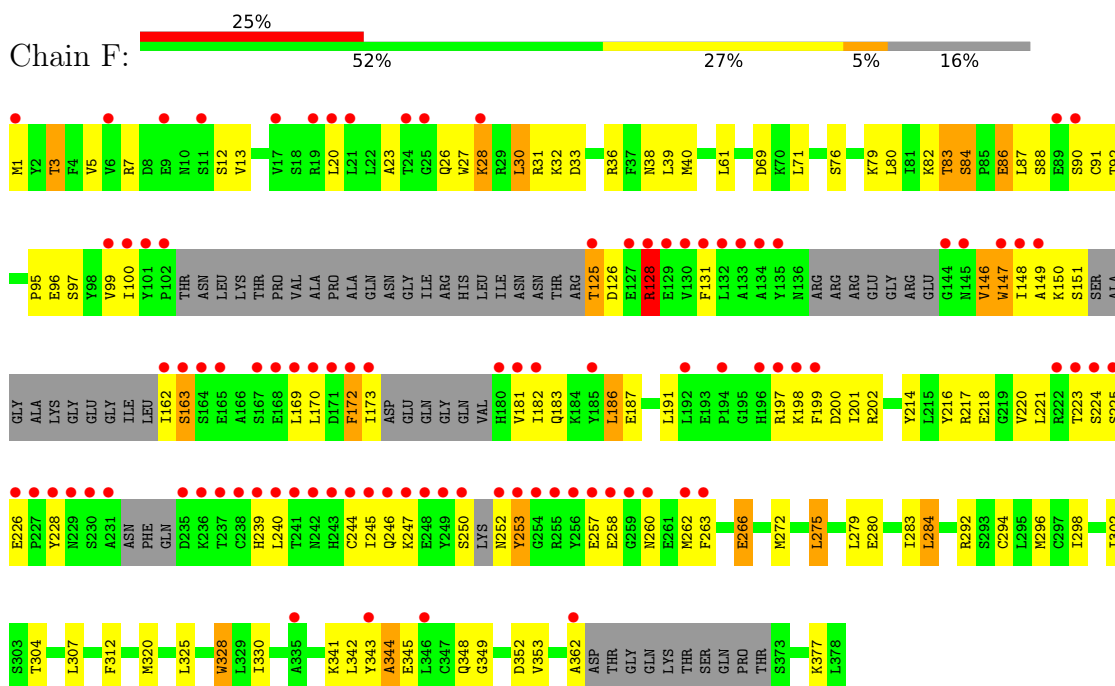 25%
Chain F:
52% 27% 5% 16%
M1 Y2 T3 F4 V5 V6 R7 D8 E9 N10 S11 S12 V13 V17 S18 R19 L20 L21 L22 A23 T24 G25 Q26 W27 K28 R29 L30 R31 K32 D33 R36 F37 N38 L39 M40 L61 D69 K70 L71 S76 K79 L80 I81 K82 T83 S84 P85 E86 L87 S88 E89 S90 C91 T92
P95 E96 S97 Y98 V99 I100 Y101 P102 THR ASN LEU LYS THR PRO VAL ALA PRO ALA GLN ASN GLY ILE ARG HIS LEU ILE ASN ASN THR ARG T125 D126 E127 R128 E129 V130 F131 L132 A133 A134 Y135 N136 ARG ARG ARG GLU GLY ARG GLU G144 N145 V146 W147 I148 A149 K150 S151 SER ALA
GLY ALA LYS GLY GLU GLY ILE LEU I162 S163 S164 E165 A166 S167 E168 L169 L170 D171 F172 I173 ASP GLU GLN GLY GLN VAL H180 V181 I182 Q183 K184 Y185 L186 E187 L191 L192 E193 P194 G195 H196 R197 K198 F199 D200 I201 R202 Y214 L215 Y216 R217 E218 G219 V220 L221 R222 T223 S224 S225
E226 P227 Y228 N229 S230 A231 ASN PHE GLN D235 K236 T237 C238 H239 L240 T241 N242 H243 C244 I245 Q246 K247 E248 Y249 S250 LYS N252 Y253 G254 R255 Y256 E257 E258 G259 N260 E261 M262 F263 E266 M272 L275 L279 E280 I283 L284 R292 S293 C294 L295 M296 C297 I298 I302
S303 T304 L307 F312 M320 L325 W328 L329 I330 A335 K341 L342 Y343 A344 E345 L346 C347 Q348 G349 D352 V353 A362 ASP THR GLY GLN LYS THR SER GLN PRO THR S373 K377 L378